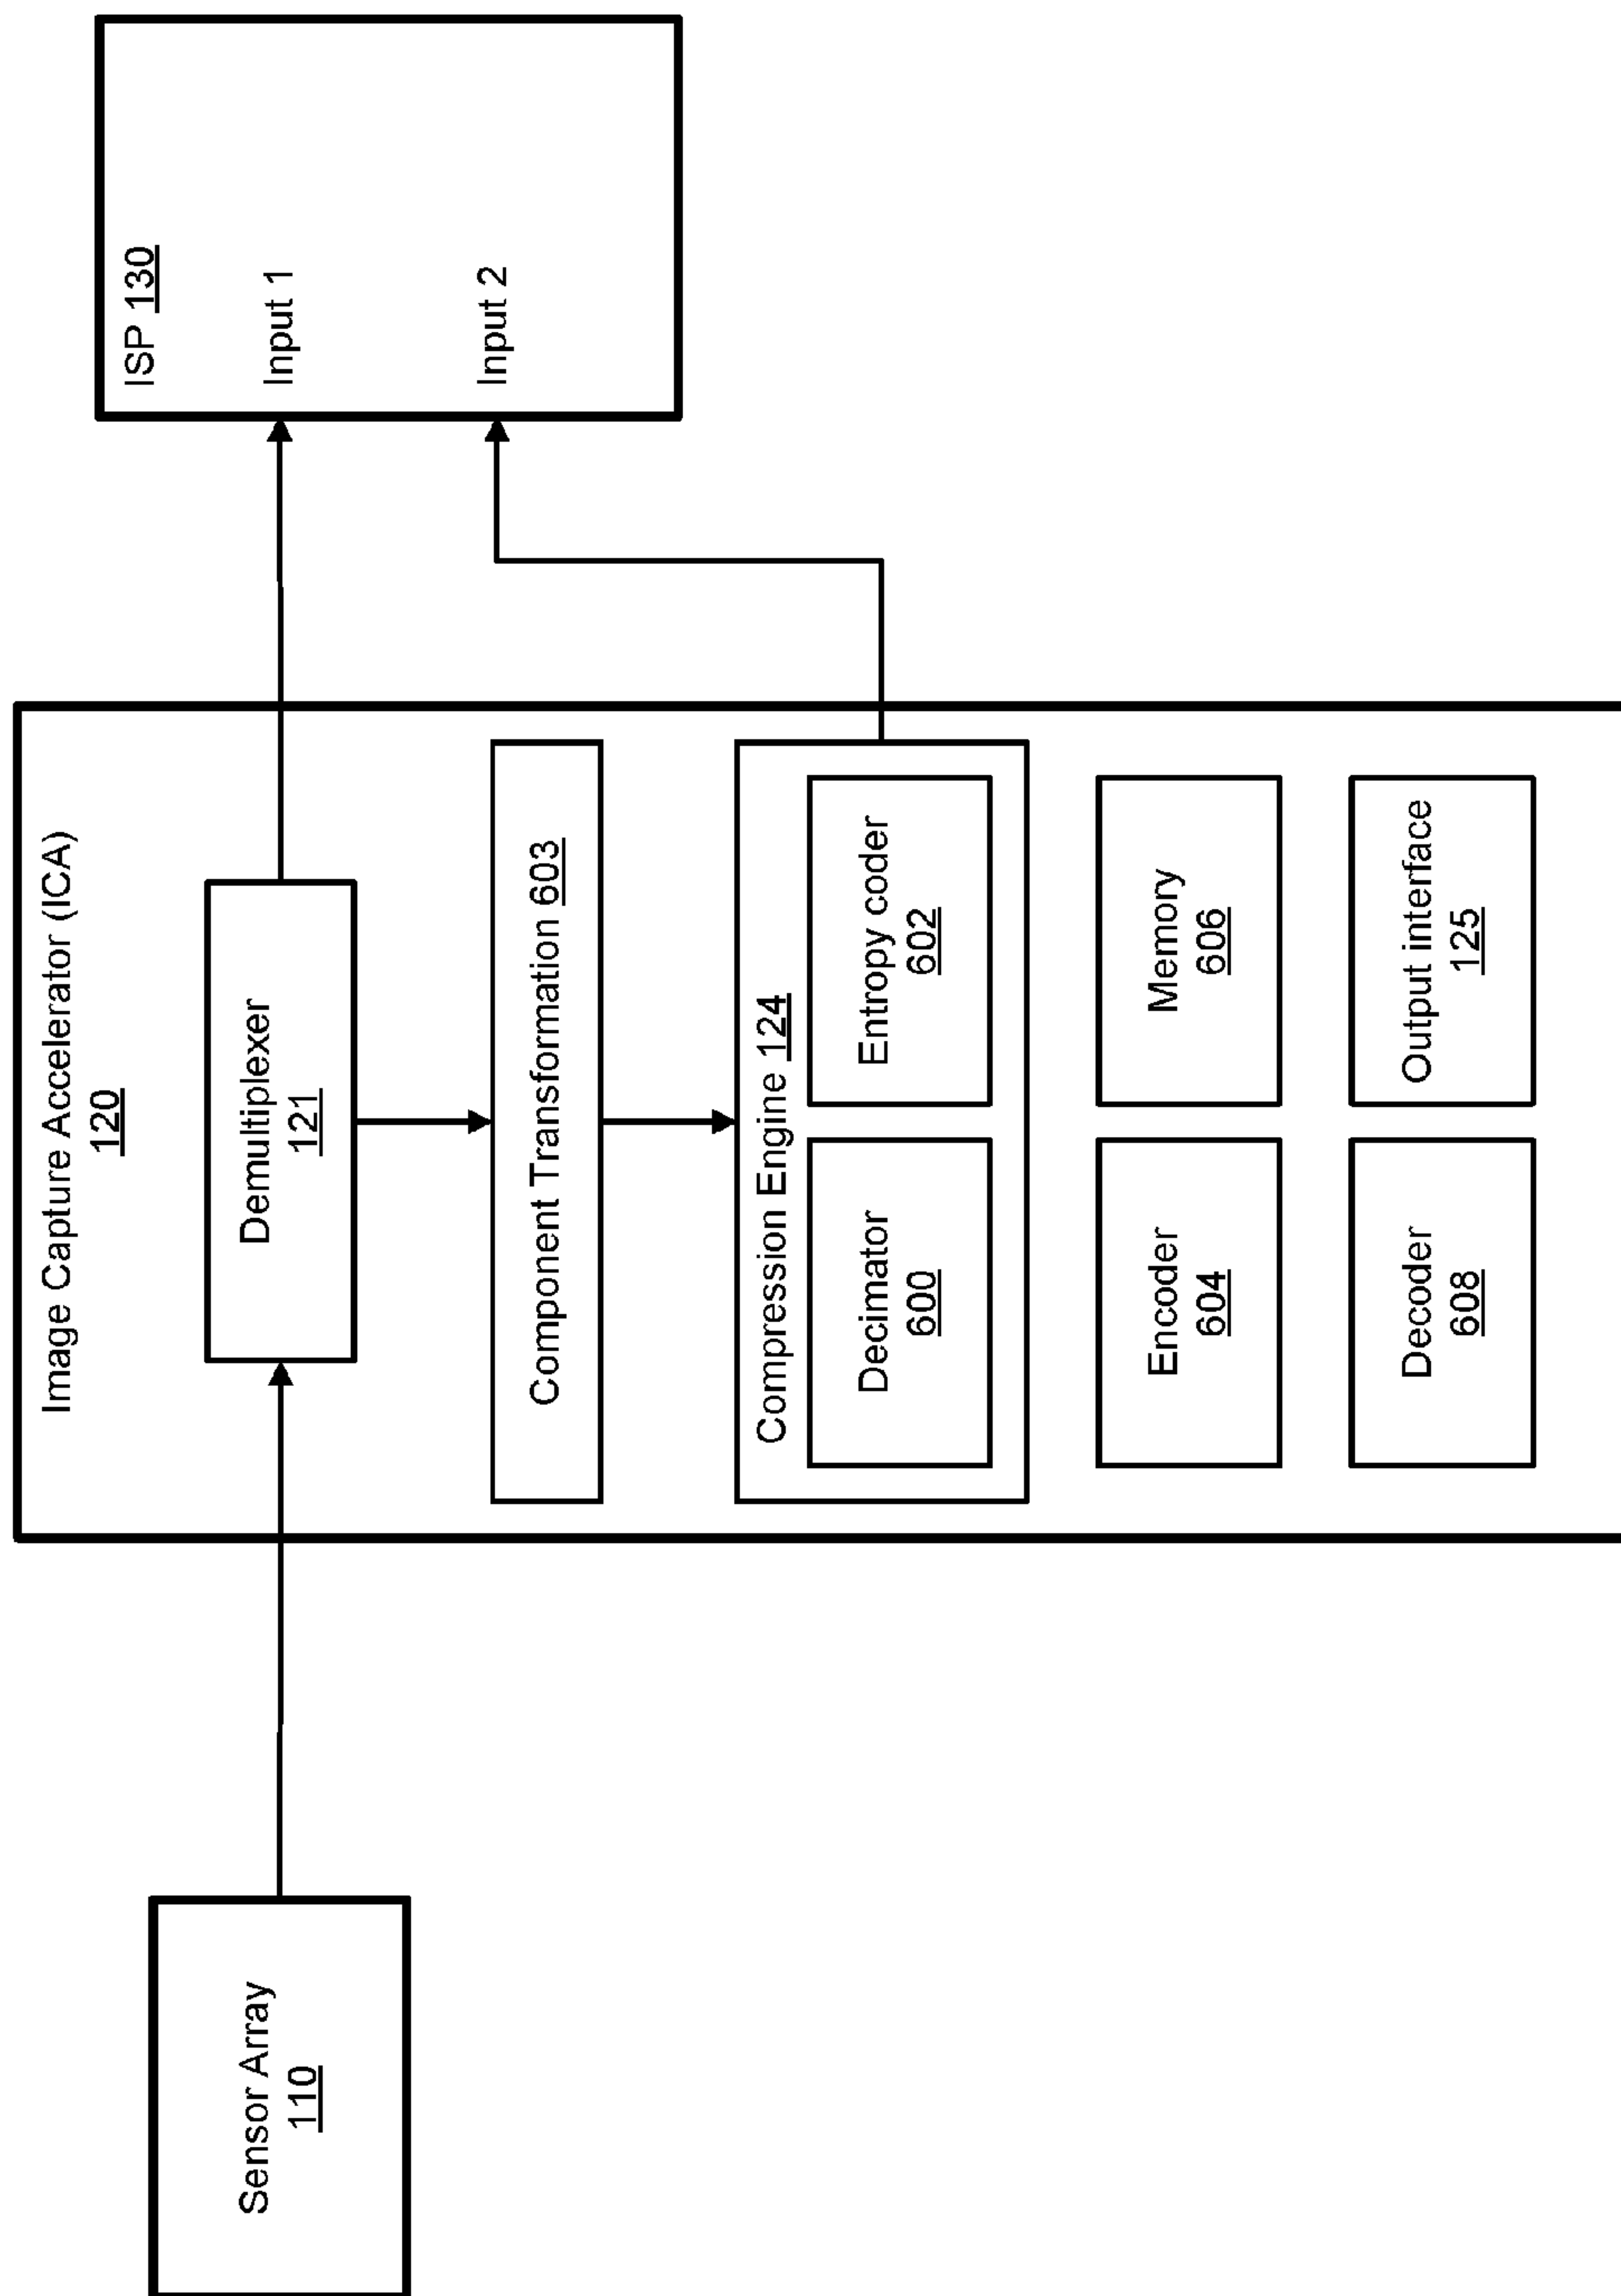 Sensor Array
110
Image Capture Accelerator (ICA)
120
Demultiplexer
121
Component Transformation 603
Compression Engine 124
Decimator
600
Entropy coder
602
Encoder
604
Memory
606
Decoder
608
Output interface
125
ISP 130
Input 1
Input 2